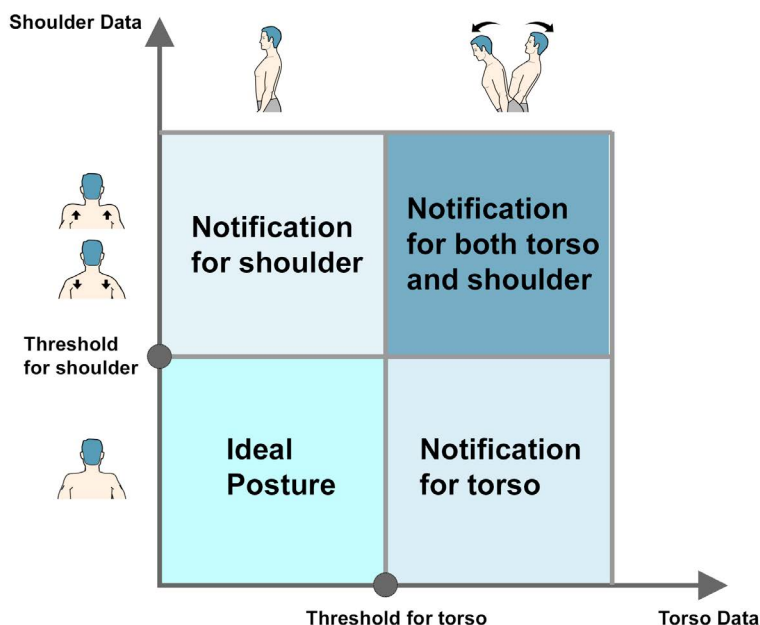 Shoulder Data
Notification
for shoulder
Notification
for both torso
and shoulder
Threshold
for shoulder
Ideal
Posture
Notification
for torso
Threshold for torso
Torso Data